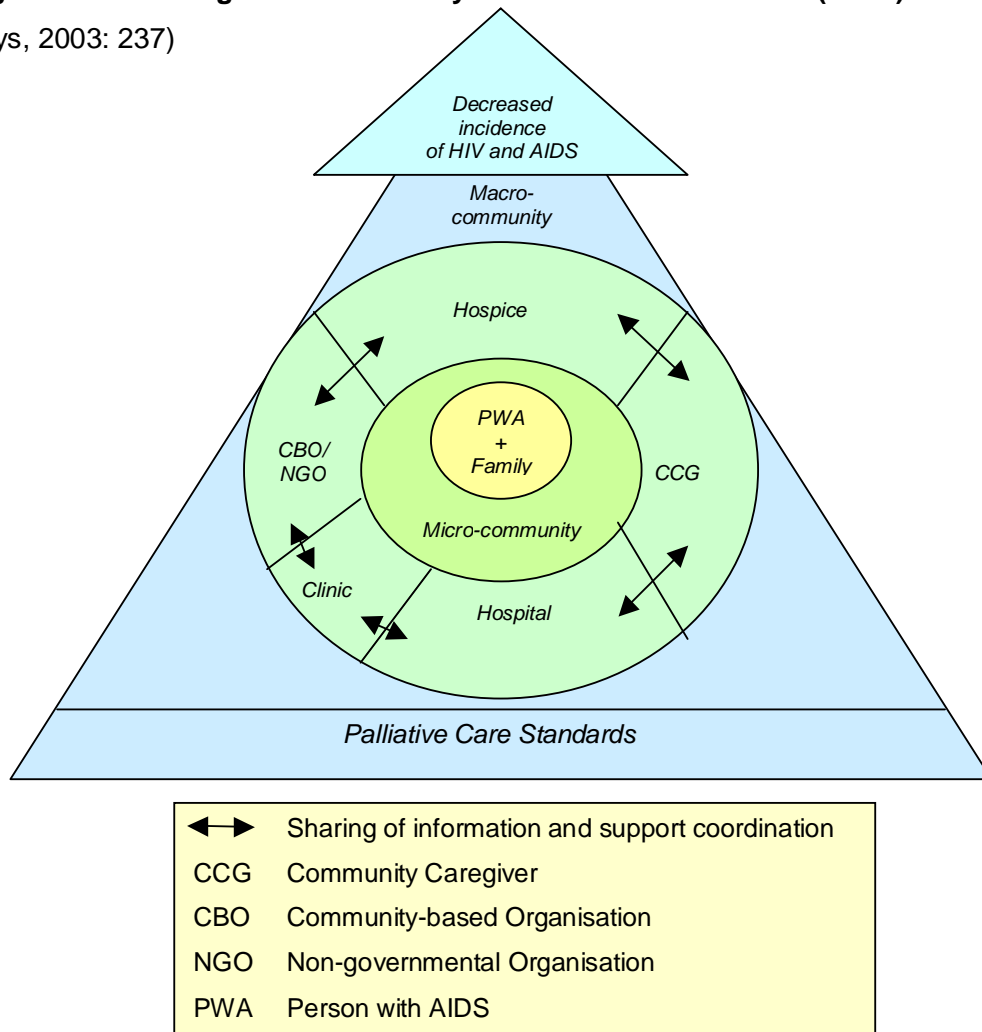 ys, 2003: 237)
Decreased
incidence
of HIV and AIDS
Macro-
community
Hospice
PWA
+
Family
CBO/
NGO
CCG
Micro-community
Clinic
Hospital
Palliative Care Standards
Sharing of information and support coordination
CCG Community Caregiver
CBO Community-based Organisation
NGO Non-governmental Organisation
PWA Person with AIDS